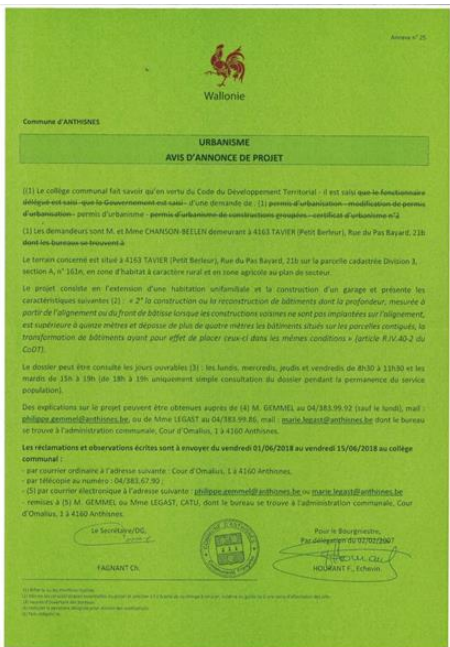 Annexe n° 25
Wallonie
Commune d'ANTHISNES
URBANISME
AVIS D'ANNONCE DE PROJET
((1) Le collège communal fait savoir qu'en vertu du Code du Développement Territorial - il est saisi que le fonctionnaire
délégué est saisi - que le Gouvernement est saisi - d'une demande de : (1) permis d'urbanisation - modification de permis
d'urbanisation - permis d'urbanisme - permis d'urbanisme de constructions groupées - certificat d'urbanisme n°2
(1) Les demandeurs sont M. et Mme CHANSON-BEELEN demeurant à 4163 TAVIER (Petit Berleur), Rue du Pas Bayard, 21b
dont les bureaux se trouvent à
Le terrain concerné est situé à 4163 TAVIER (Petit Berleur), Rue du Pas Bayard, 21b sur la parcelle cadastrée Division 3,
section A, n° 161n, en zone d'habitat à caractère rural et en zone agricole au plan de secteur.
Le projet consiste en l'extension d'une habitation unifamiliale et la construction d'un garage et présente les
caractéristiques suivantes (2) : « 2° la construction ou la reconstruction de bâtiments dont la profondeur, mesurée à
partir de l'alignement ou du front de bâtisse lorsque les constructions voisines ne sont pas implantées sur l'alignement,
est supérieure à quinze mètres et dépasse de plus de quatre mètres les bâtiments situés sur les parcelles contiguës, la
transformation de bâtiments ayant pour effet de placer ceux-ci dans les mêmes conditions » (article R.IV.40-2 du
CoDT).
Le dossier peut être consulté les jours ouvrables (3) : les lundis, mercredis, jeudis et vendredis de 8h30 à 11h30 et les
mardis de 15h à 19h (de 18h à 19h uniquement simple consultation du dossier pendant la permanence du service
population).
Des explications sur le projet peuvent être obtenues auprès de (4) M. GEMMEL au 04/383.99.92 (sauf le lundi), mail :
philippe.gemmel@anthisnes.be, ou de Mme LEGAST au 04/383.99.86, mail : marie.legast@anthisnes.be dont le bureau
se trouve à l'administration communale, Cour d'Omalius, 1 à 4160 Anthisnes.
Les réclamations et observations écrites sont à envoyer du vendredi 01/06/2018 au vendredi 15/06/2018 au collège
communal :
- par courrier ordinaire à l'adresse suivante : Cour d'Omalius, 1 à 4160 Anthisnes.
- par télécopie au numéro : 04/383.67.90 ;
- (5) par courrier électronique à l'adresse suivante : philippe.gemmel@anthisnes.be ou marie.legast@anthisnes.be
- remises à (5) M. GEMMEL ou Mme LEGAST, CATU, dont le bureau se trouve à l'administration communale, Cour
d'Omalius, 1 à 4160 Anthisnes.
Le Secrétaire/DG,
Pour le Bourgmestre,
Par délégation du 02/02/2007
FAGNANT Ch.
HOURANT F., Echevin